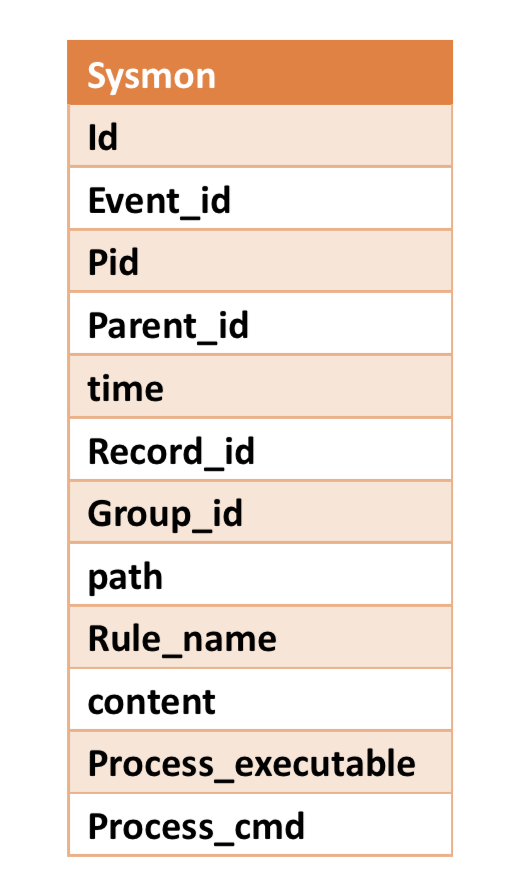 Sysmon
Id
Event_id
Pid
Parent_id
time
Record_id
Group_id
path
Rule_name
content
Process_executable
Process_cmd